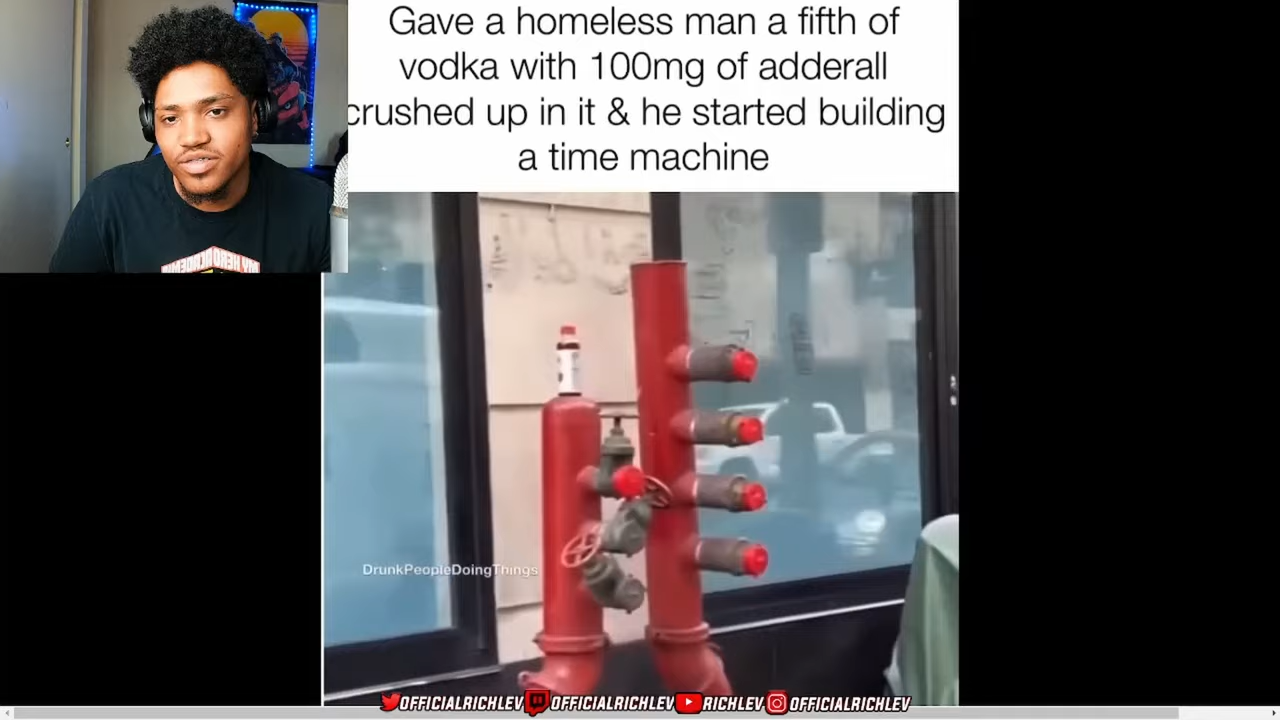 Gave a homeless man a fifth of
vodka with 100mg of adderall
crushed up in it & he started building
a time machine
DrunkPeopleDoingThings
OFFICIALRICHLEV OFFICIALRICHLEV RICHLEV OFFICIALRICHLEV